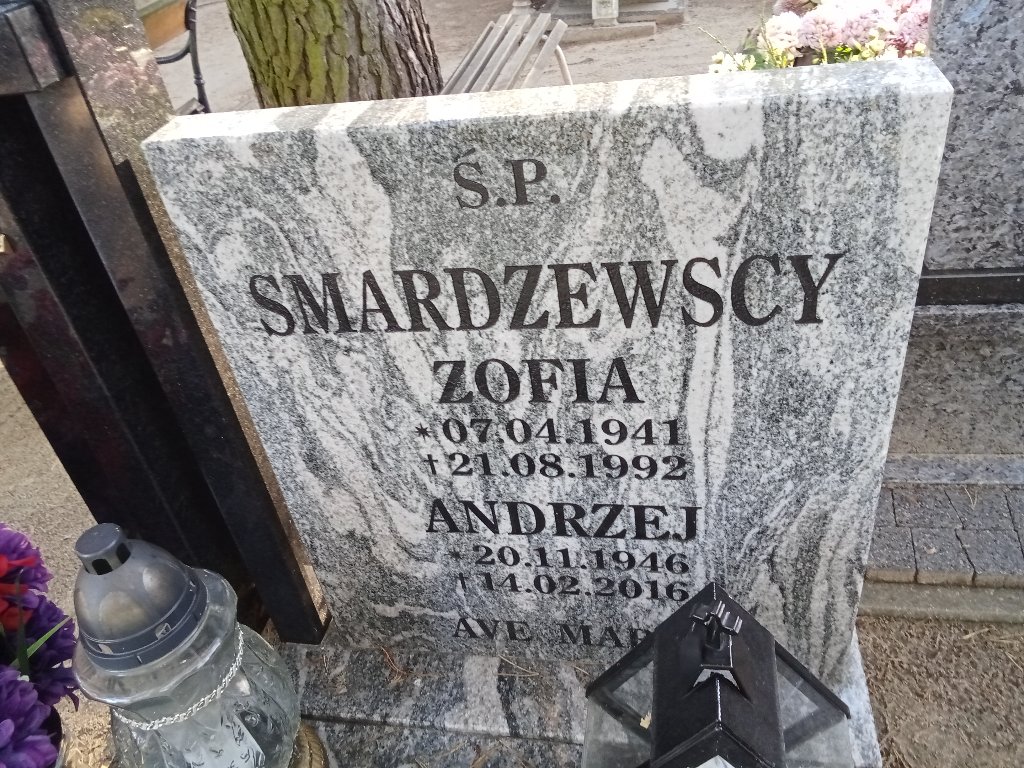 Ś.P.
SMARDZEWSCY
ZOFIA
*07.04.1941
†21.08.1992
ANDRZEJ
*20.11.1946
†14.02.2016
AVE